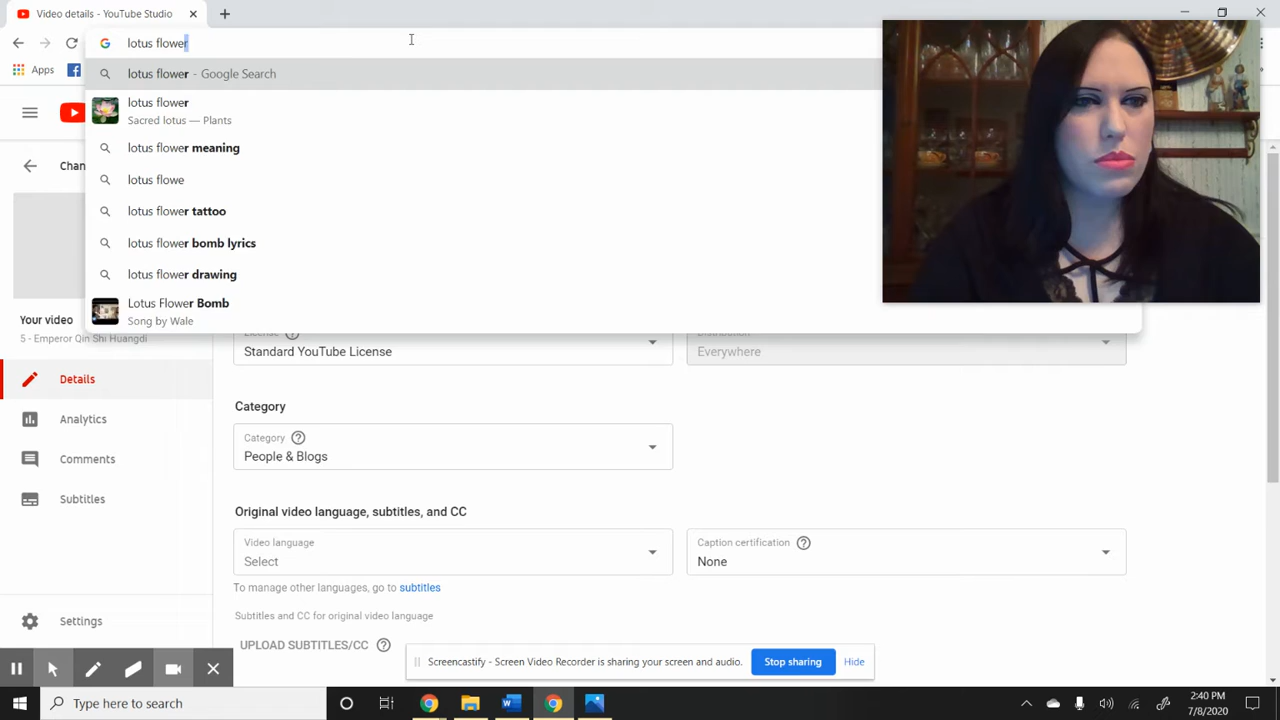 Video details - YouTube Studio
lotus flower
Apps
lotus flower - Google Search
lotus flower
Sacred lotus — Plants
lotus flower meaning
lotus flowe
lotus flower tattoo
lotus flower bomb lyrics
lotus flower drawing
Lotus Flower Bomb
Song by Wale
Chan
Your video
5 - Emperor Qin Shi Huangdi
Details
Analytics
Comments
Subtitles
Settings
License
Distribution
Standard YouTube License
Everywhere
Category
Category
People & Blogs
Original video language, subtitles, and CC
Video language
Caption certification
Select
None
To manage other languages, go to subtitles
Subtitles and CC for original video language
UPLOAD SUBTITLES/CC
Screencastify - Screen Video Recorder is sharing your screen and audio.
Stop sharing
Hide
Type here to search
2:40 PM
7/8/2020